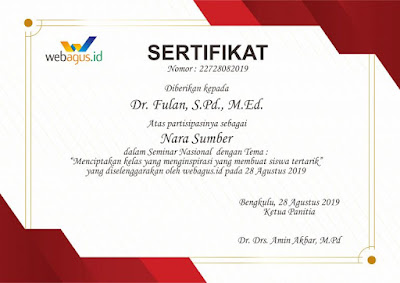 webagus.id
SERTIFIKAT
Nomor : 22728082019
Diberikan kepada
Dr. Fulan, S.Pd., M.Ed.
Atas partisipasinya sebagai
Nara Sumber
dalam Seminar Nasional dengan Tema :
"Menciptakan kelas yang menginspirasi yang membuat siswa tertarik"
yang diselenggarakan oleh webagus.id pada 28 Agustus 2019
Bengkulu, 28 Agustus 2019
Ketua Panitia
Dr. Drs. Amin Akbar, M.Pd